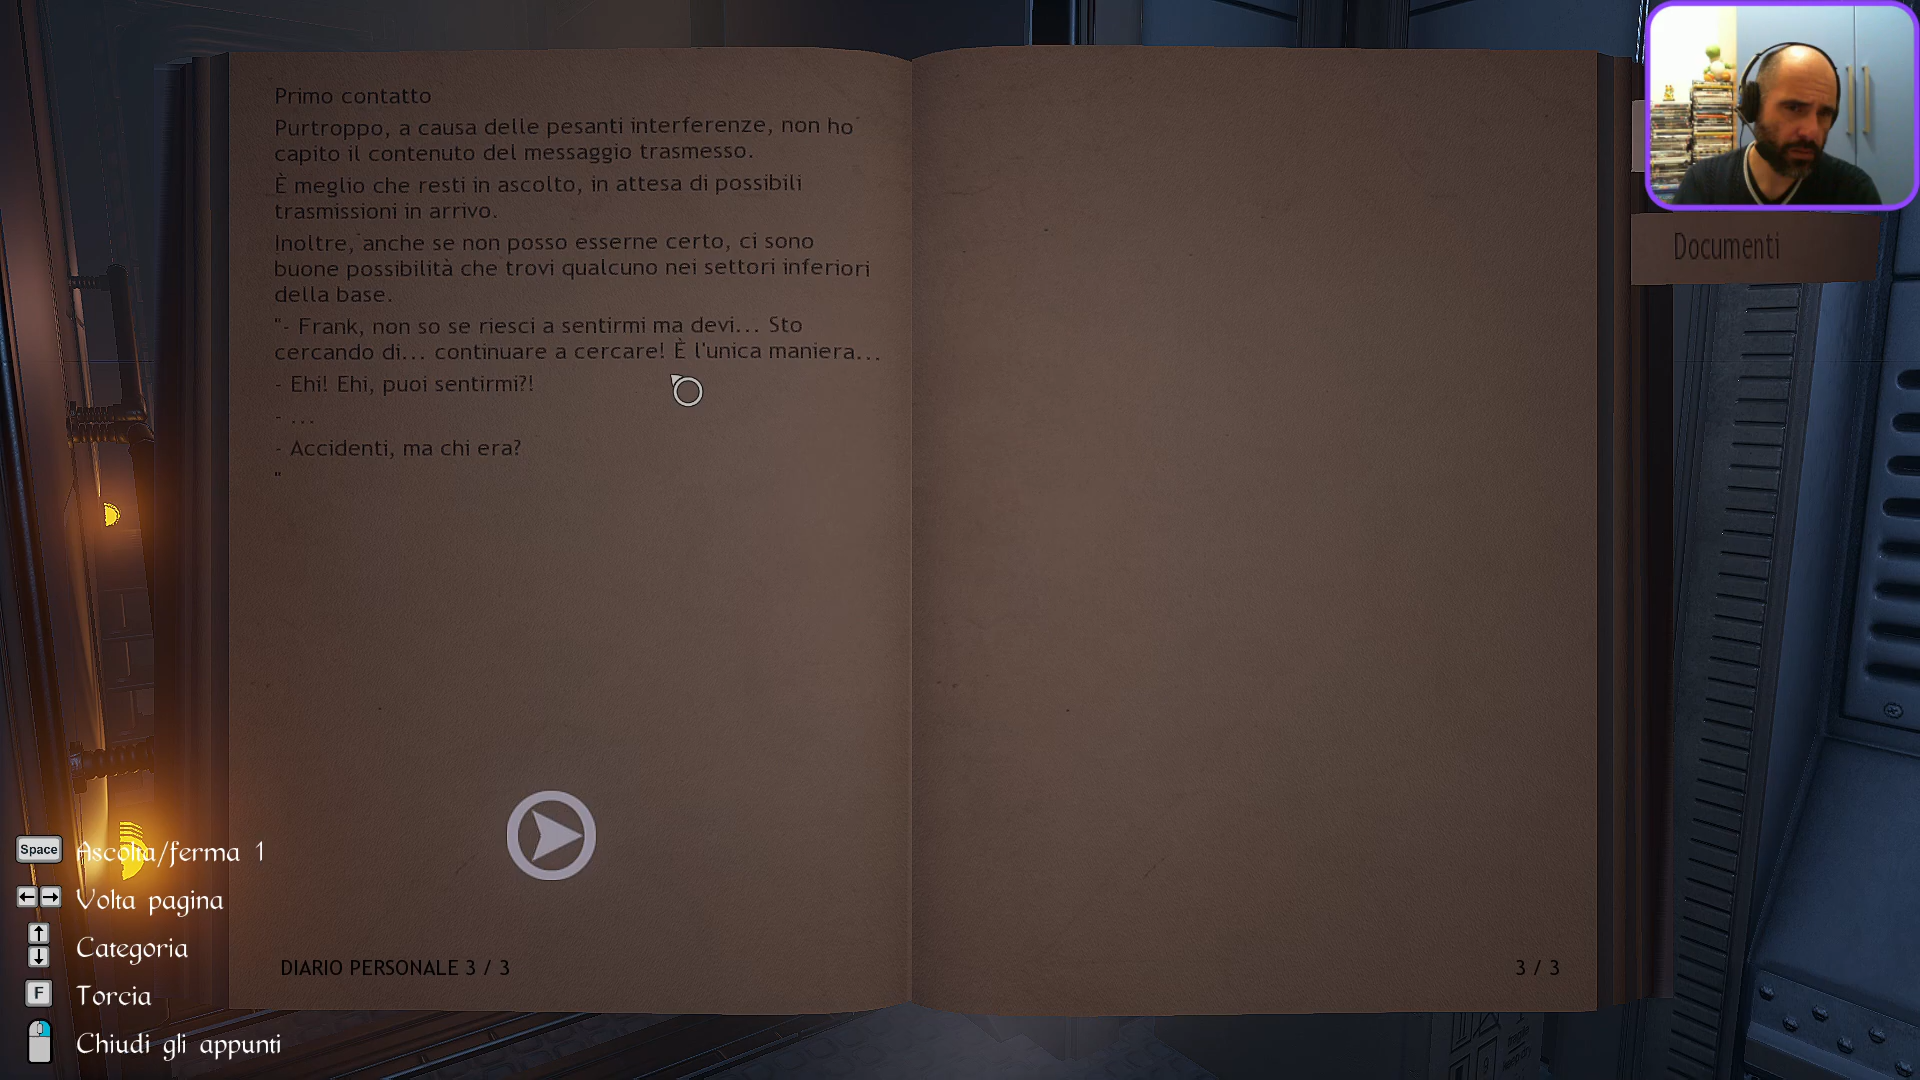 Primo contatto
Purtroppo, a causa delle pesanti interferenze, non ho
capito il contenuto del messaggio trasmesso.
È meglio che resti in ascolto, in attesa di possibili
trasmissioni in arrivo.
Inoltre, anche se non posso esserne certo, ci sono
buone possibilità che trovi qualcuno nei settori inferiori
della base.
"- Frank, non so se riesci a sentirmi ma devi... Sto
cercando di... continuare a cercare! È l'unica maniera...
- Ehi! Ehi, puoi sentirmi?!
- ...
- Accidenti, ma chi era?
"
Documenti
Space Ascolta/ferma 1
Volta pagina
Categoria
F Torcia
Chiudi gli appunti
DIARIO PERSONALE 3 / 3
3 / 3